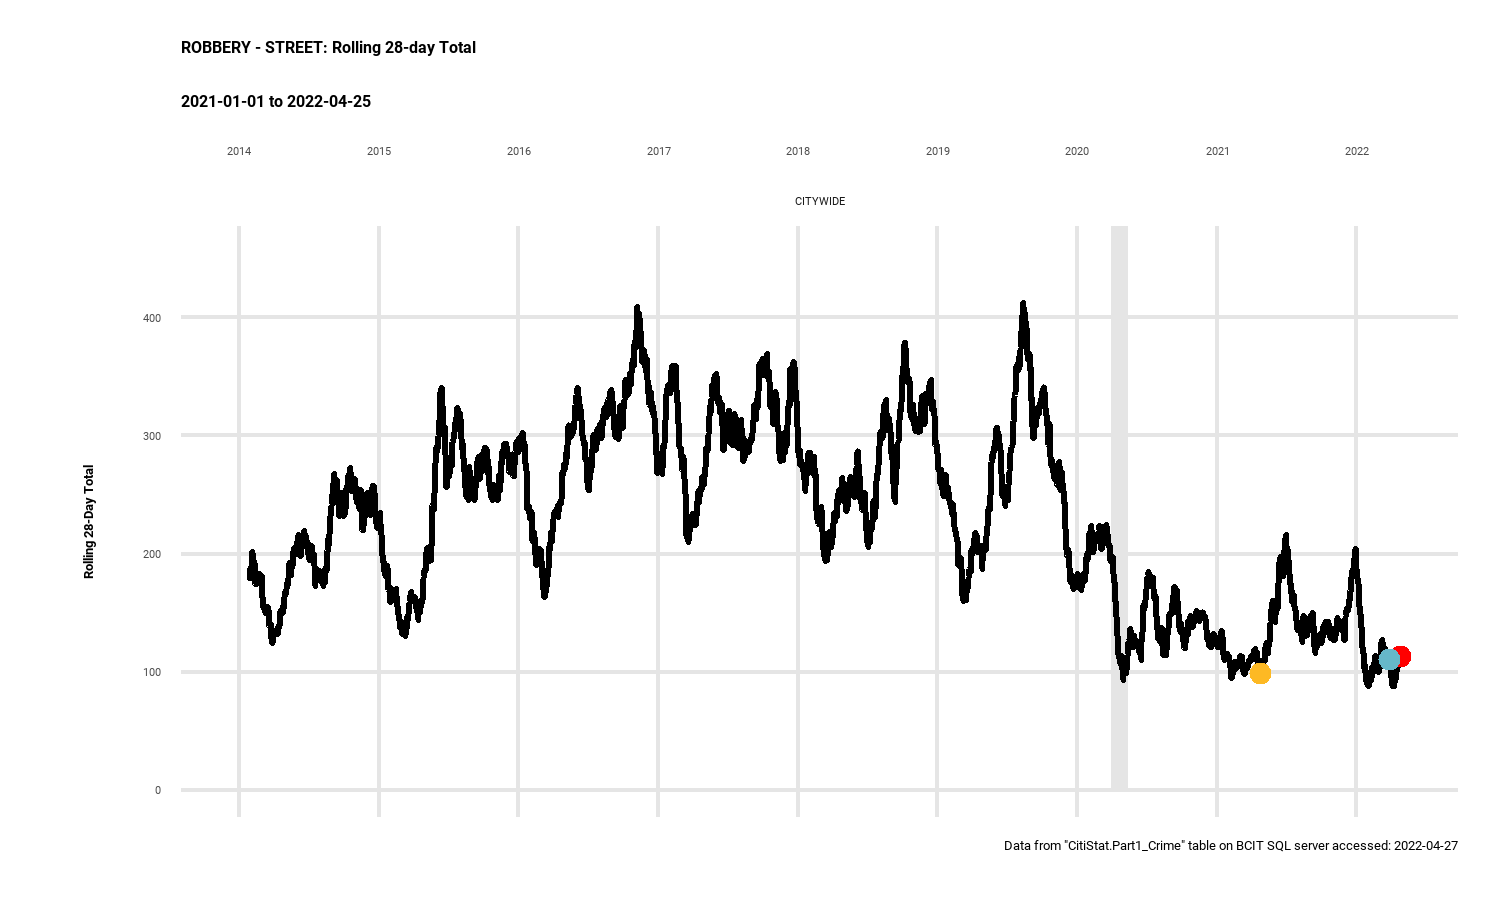 ROBBERY - STREET: Rolling 28-day Total
2021-01-01 to 2022-04-25
2014 2015 2016 2017 2018 2019 2020 2021 2022
CITYWIDE
400
300
200
100
0
Rolling 28-Day Total
Data from "CitiStat.Part1_Crime" table on BCIT SQL server accessed: 2022-04-27